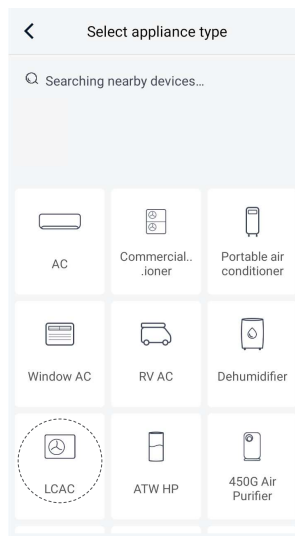 Select appliance type
Searching nearby devices...
AC
Commercial..
.ioner
Portable air
conditioner
Window AC
RV AC
Dehumidifier
LCAC
ATW HP
450G Air
Purifier